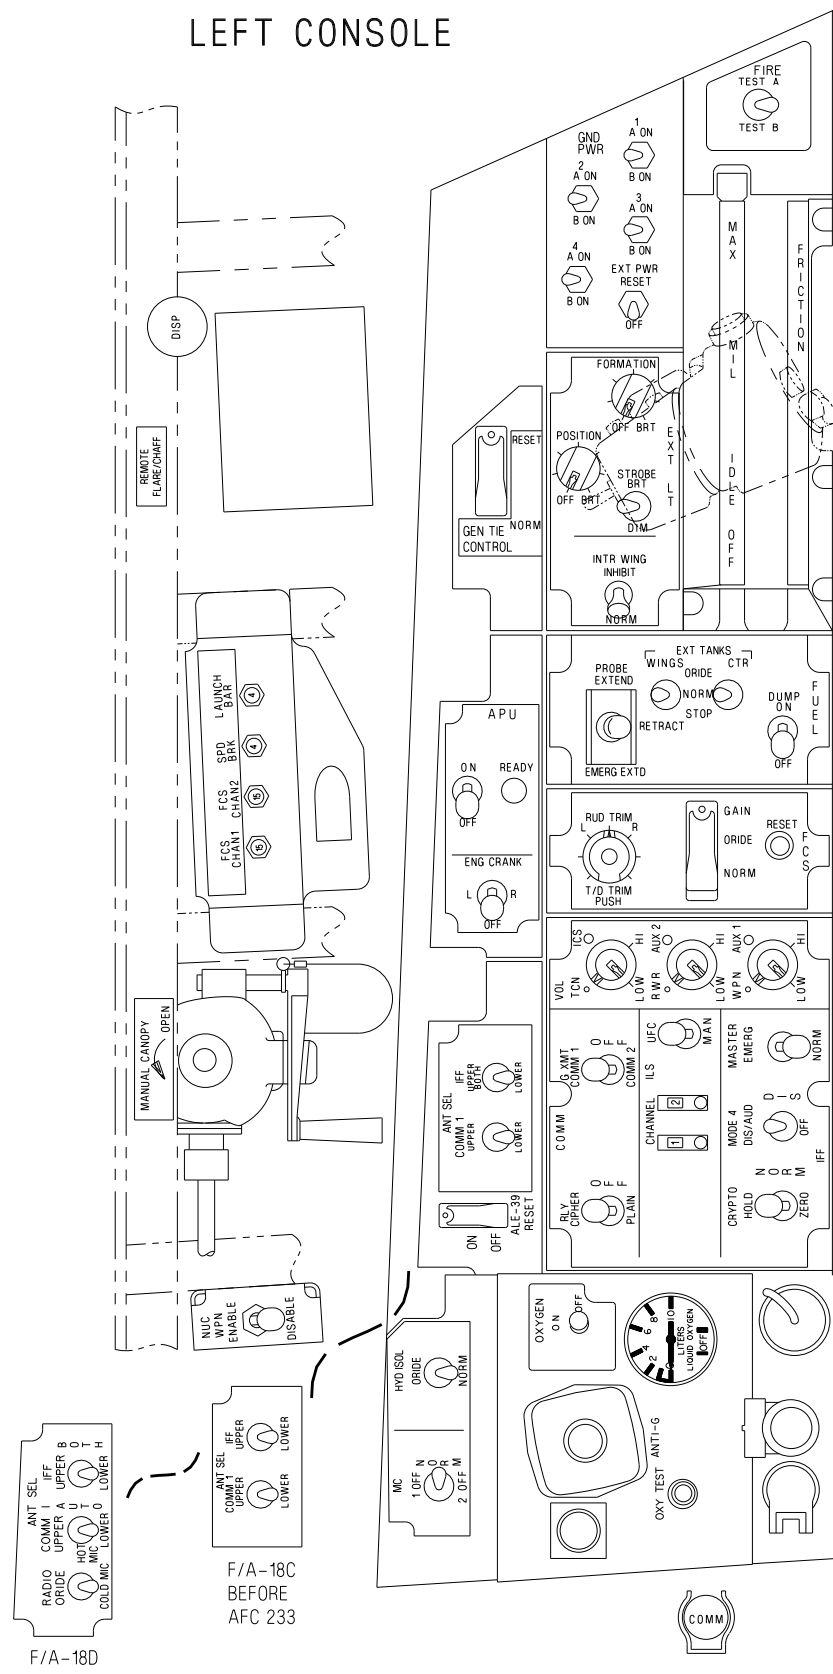 LEFT CONSOLE
FIRE
TEST A
TEST B
GND
PWR
1
A ON
B ON
2
A ON
B ON
3
A ON
B ON
4
A ON
B ON
EXT PWR
RESET
OFF
MAX
MIL
IDLE
OFF
FRICTION
DISP
REMOTE
FLARE/CHAFF
FORMATION
OFF BRT
POSITION
OFF BRT
STROBE
BRT
DIM
EXT LT
INTR WING
INHIBIT
NORM
RESET
NORM
GEN TIE
CONTROL
LAUNCH
BAR
4
SPD
BRK
4
FCS
CHAN2
15
FCS
CHAN1
15
EXT TANKS
WINGS
CTR
ORIDE
NORM
STOP
PROBE
EXTEND
RETRACT
EMERG EXTD
DUMP
ON
OFF
FUEL
APU
ON
READY
OFF
ENG CRANK
L
R
OFF
RUD TRIM
L
R
T/D TRIM
PUSH
GAIN
ORIDE
NORM
RESET
FCS
VOL
TCN
ICS
HI
LOW
RWR
AUX 2
HI
LOW
WPN
AUX 1
HI
LOW
MANUAL CANOPY
OPEN
COMM
G XMT
COMM 1
OFF
COMM 2
RLY
CIPHER
OFF
PLAIN
ILS
UFC
MAN
CHANNEL
1
2
MASTER
EMERG
NORM
MODE 4
DIS/AUD
DIS
OFF
CRYPTO
HOLD
NORM
ZERO
IFF
ANT SEL
IFF
UPPER
BOTH
LOWER
COMM 1
UPPER
LOWER
ALE-39
RESET
ON
OFF
NUC
WPN
ENABLE
DISABLE
HYD ISOL
ORIDE
NORM
MC
1 OFF
NORM
2 OFF
OXYGEN
ON
OFF
0
2
4
6
8
10
LITERS
LIQUID OXYGEN
OFF
ANTI-G
OXY TEST
COMM
ANT SEL
IFF
UPPER
LOWER
COMM 1
UPPER
LOWER
F/A-18C
BEFORE
AFC 233
ANT SEL
IFF
UPPER
BOTH
LOWER
COMM 1
UPPER
AUTO
LOWER
RADIO
ORIDE
HOT
MIC
COLD MIC
F/A-18D